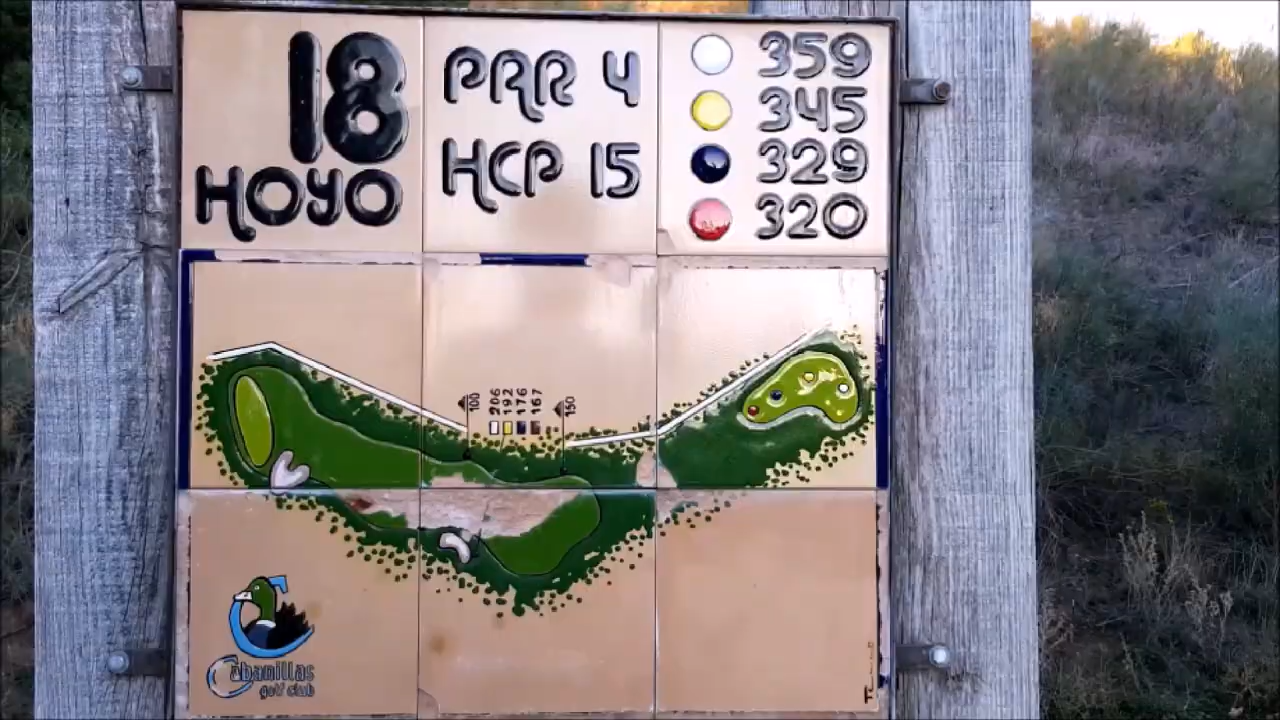 18
HOYO
PAR 4
HCP 15
359
345
329
320
100
206
192
176
167
150
Cabanillas
golf club